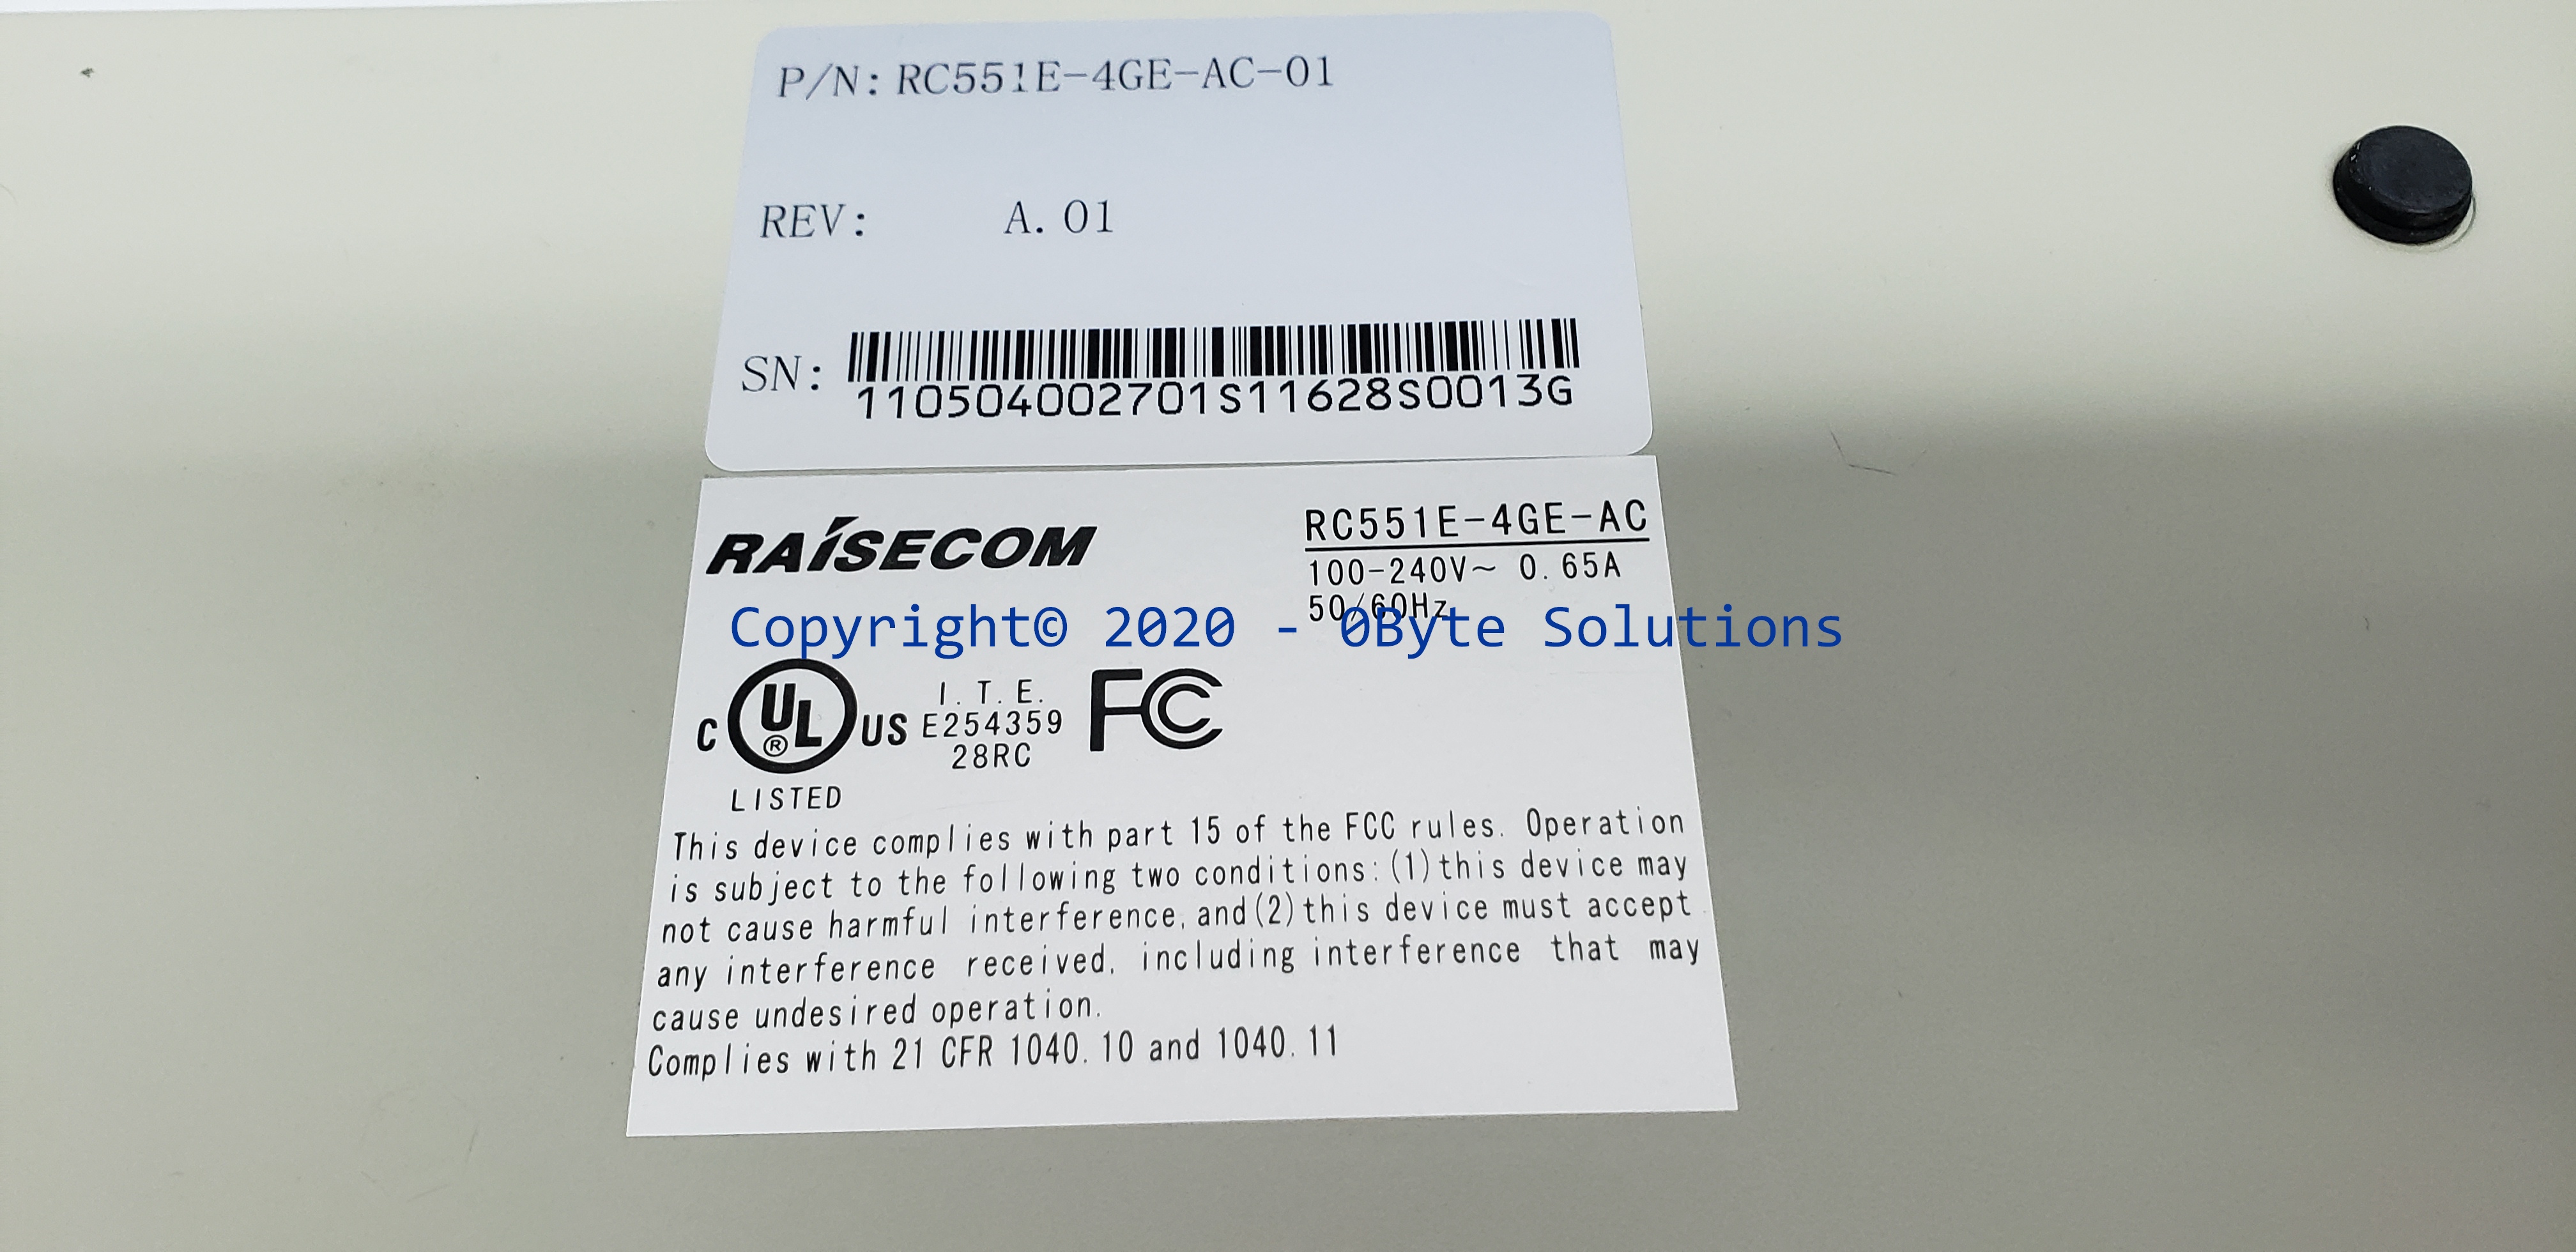 P/N: RC551E-4GE-AC-01
REV: A.01
SN:
110504002701S11628S0013G
RAISECOM
RC551E-4GE-AC
100-240V~ 0.65A
50/60Hz
Copyright© 2020 - 0Byte Solutions
C UL ® US
LISTED
I.T.E.
E254359
28RC
FC
This device complies with part 15 of the FCC rules. Operation
is subject to the following two conditions:(1)this device may
not cause harmful interference, and(2)this device must accept
any interference received, including interference that may
cause undesired operation.
Complies with 21 CFR 1040.10 and 1040.11